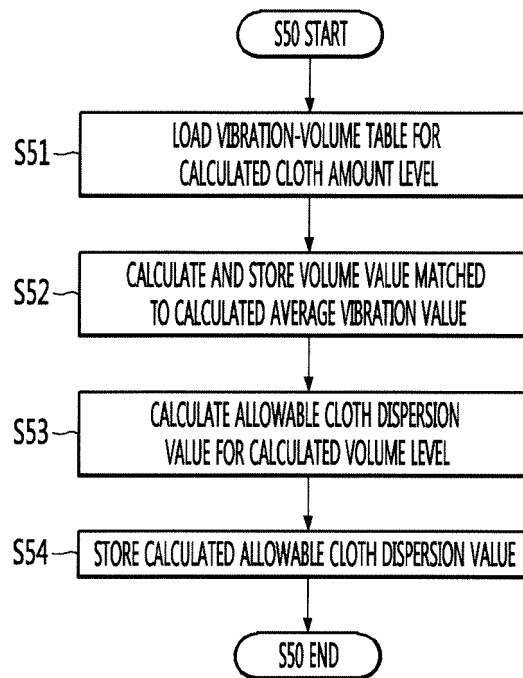 S50 START
S51
LOAD VIBRATION-VOLUME TABLE FOR
CALCULATED CLOTH AMOUNT LEVEL
S52
CALCULATE AND STORE VOLUME VALUE MATCHED
TO CALCULATED AVERAGE VIBRATION VALUE
S53
CALCULATE ALLOWABLE CLOTH DISPERSION
VALUE FOR CALCULATED VOLUME LEVEL
S54
STORE CALCULATED ALLOWABLE CLOTH DISPERSION VALUE
S50 END